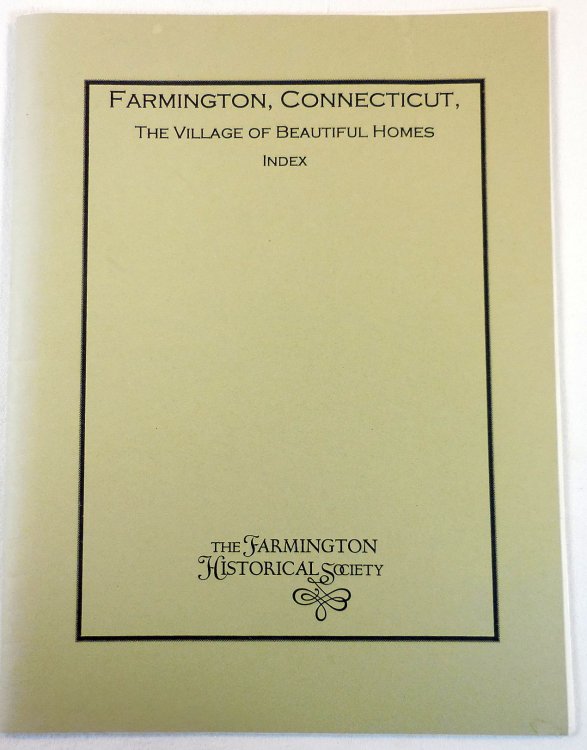 Farmington, Connecticut,
The Village of Beautiful Homes
Index
The Farmington
Historical Society